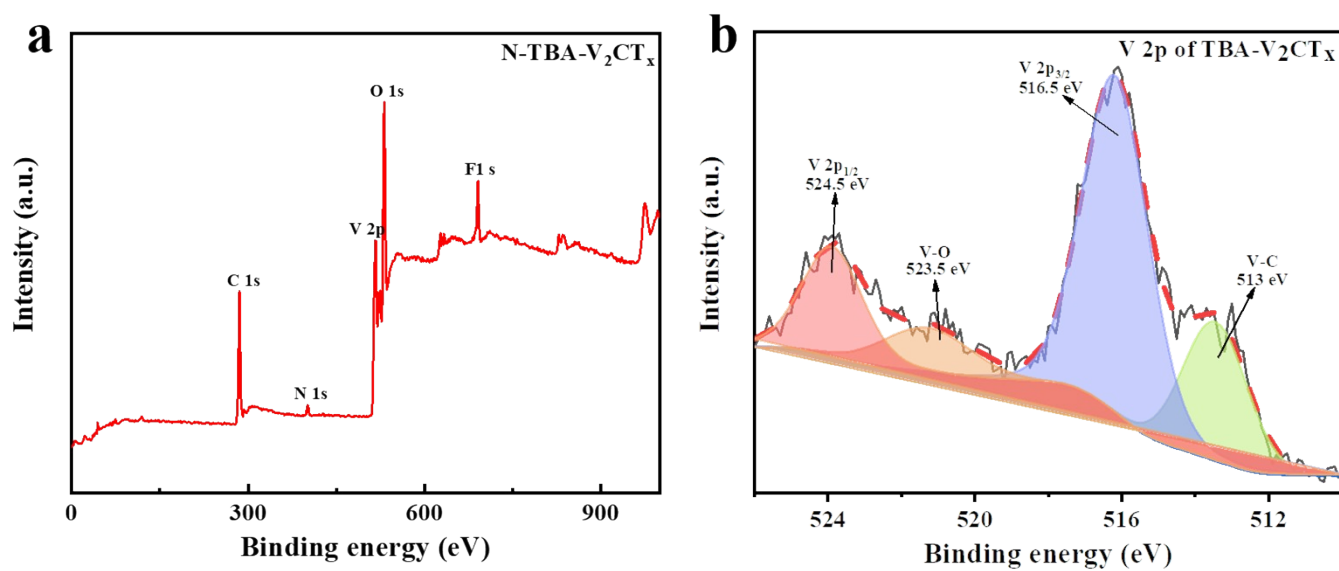 a
N-TBA-V₂CTₓ
O 1s
F1 s
V 2p
C 1s
N 1s
Intensity (a.u.)
0 300 600 900
Binding energy (eV)
b
V 2p of TBA-V₂CTₓ
V 2p₃/₂
516.5 eV
V 2p₁/₂
524.5 eV
V-O
523.5 eV
V-C
513 eV
Intensity (a.u.)
524 520 516 512
Binding energy (eV)